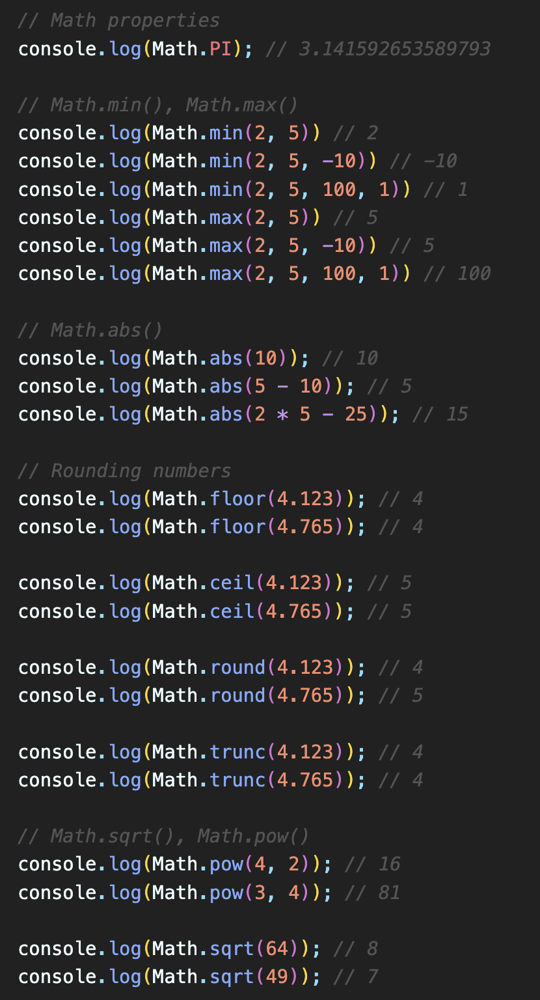 // Math properties
console.log(Math.PI); // 3.141592653589793

// Math.min(), Math.max()
console.log(Math.min(2, 5)) // 2
console.log(Math.min(2, 5, -10)) // -10
console.log(Math.min(2, 5, 100, 1)) // 1
console.log(Math.max(2, 5)) // 5
console.log(Math.max(2, 5, -10)) // 5
console.log(Math.max(2, 5, 100, 1)) // 100

// Math.abs()
console.log(Math.abs(10)); // 10
console.log(Math.abs(5 - 10)); // 5
console.log(Math.abs(2 * 5 - 25)); // 15

// Rounding numbers
console.log(Math.floor(4.123)); // 4
console.log(Math.floor(4.765)); // 4

console.log(Math.ceil(4.123)); // 5
console.log(Math.ceil(4.765)); // 5

console.log(Math.round(4.123)); // 4
console.log(Math.round(4.765)); // 5

console.log(Math.trunc(4.123)); // 4
console.log(Math.trunc(4.765)); // 4

// Math.sqrt(), Math.pow()
console.log(Math.pow(4, 2)); // 16
console.log(Math.pow(3, 4)); // 81

console.log(Math.sqrt(64)); // 8
console.log(Math.sqrt(49)); // 7